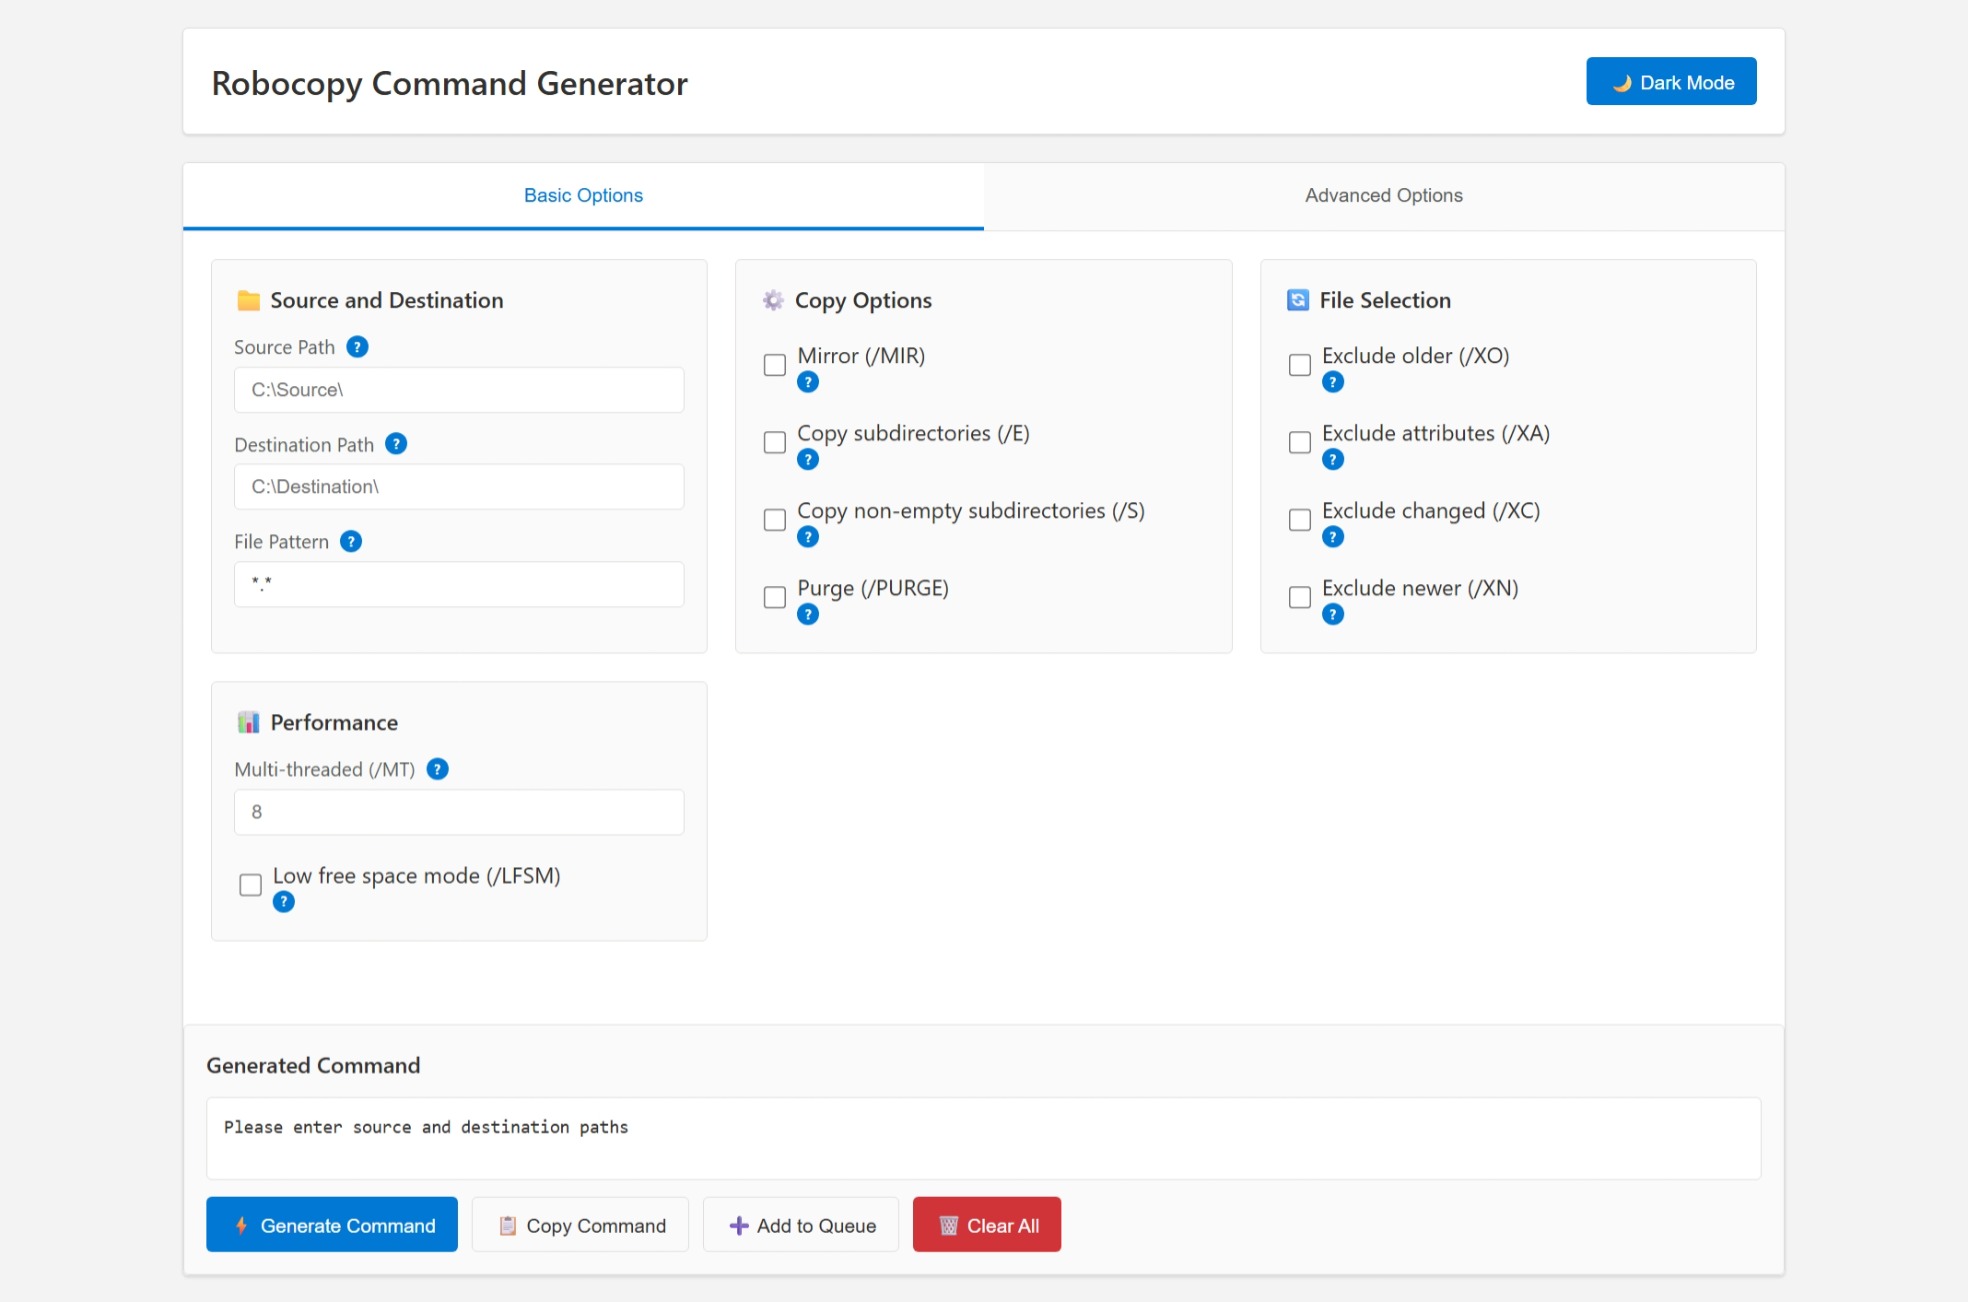 Robocopy Command Generator
Dark Mode
Basic Options
Advanced Options
Source and Destination
Source Path ?
C:\Source\
Destination Path ?
C:\Destination\
File Pattern ?
*.*
Copy Options
Mirror (/MIR)
?
Copy subdirectories (/E)
?
Copy non-empty subdirectories (/S)
?
Purge (/PURGE)
?
File Selection
Exclude older (/XO)
?
Exclude attributes (/XA)
?
Exclude changed (/XC)
?
Exclude newer (/XN)
?
Performance
Multi-threaded (/MT) ?
8
Low free space mode (/LFSM)
?
Generated Command
Please enter source and destination paths
Generate Command
Copy Command
Add to Queue
Clear All